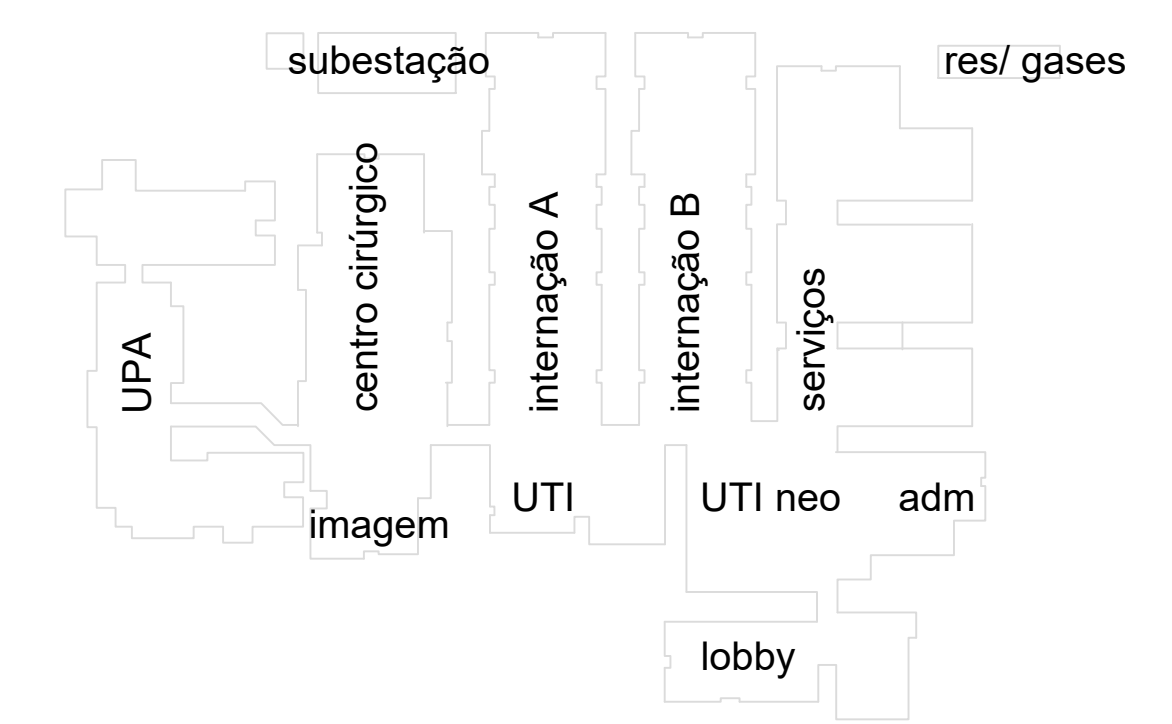 subestação
res/ gases
centro cirúrgico
internação A
internação B
serviços
UPA
UTI
UTI neo
adm
imagem
lobby